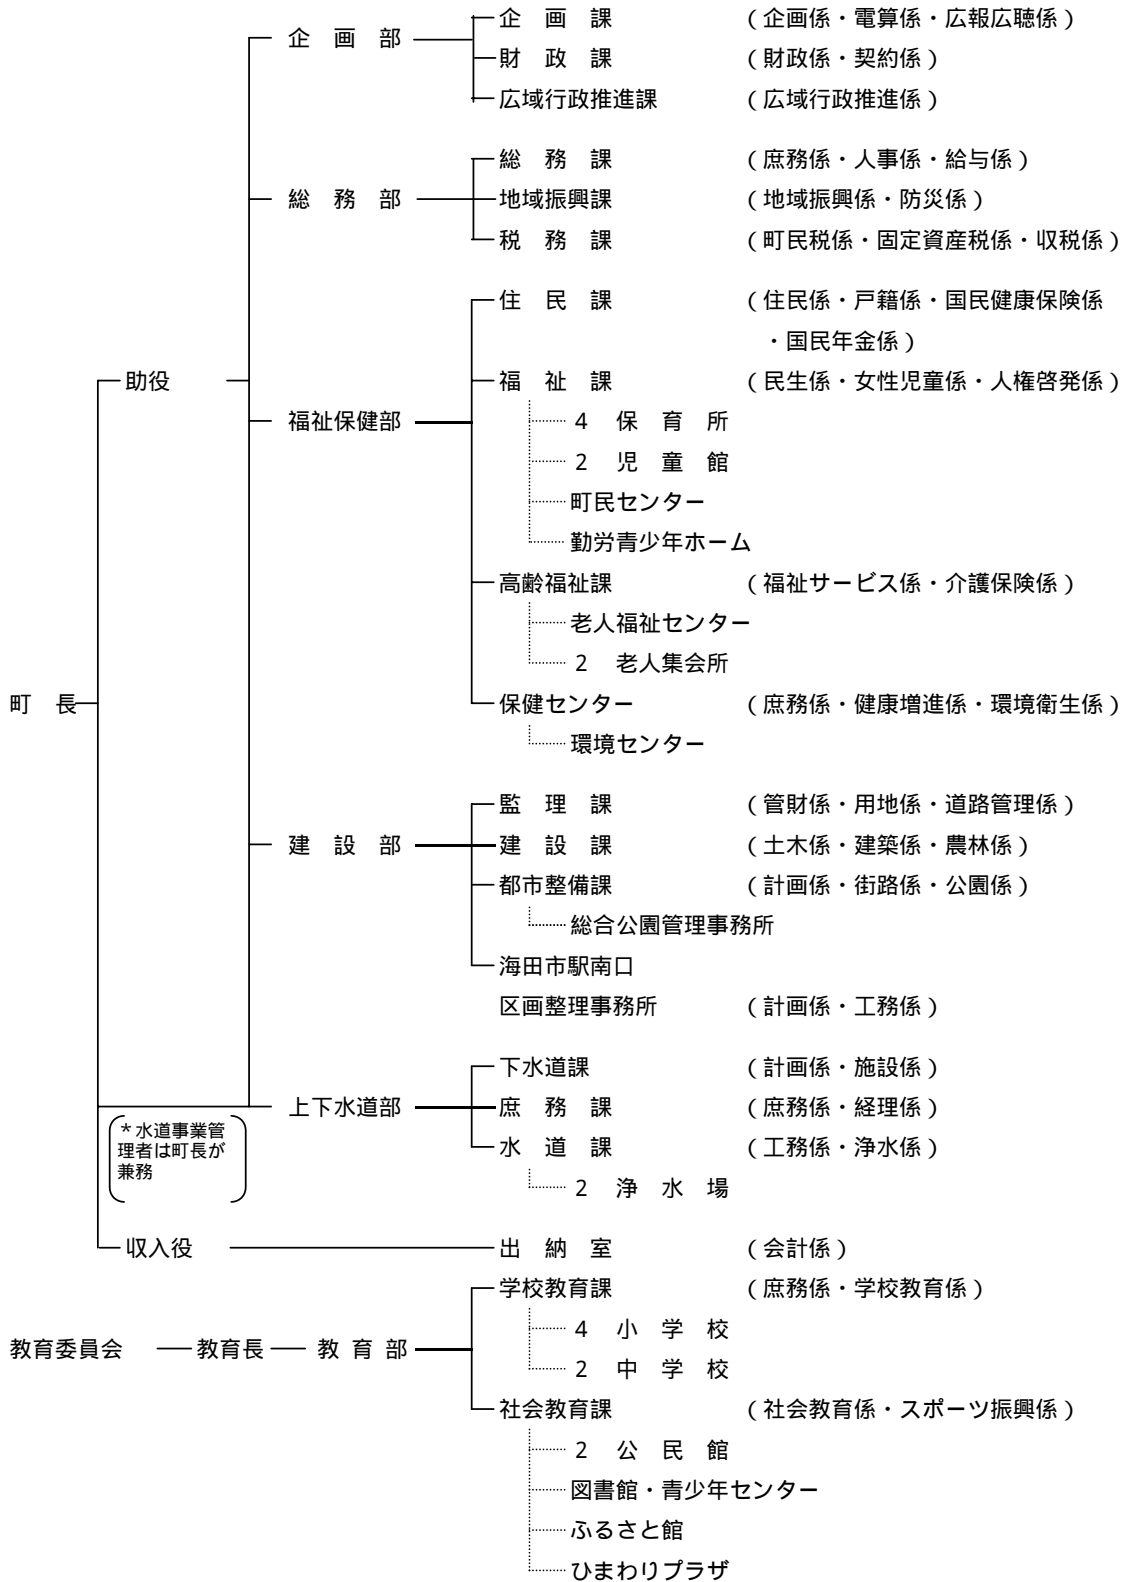 企　画　課　（企画係・電算係・広報広聴係）
企　画　部
財　政　課　（財政係・契約係）
広域行政推進課　（広域行政推進係）
総　務　課　（庶務係・人事係・給与係）
総　務　部　地域振興課　（地域振興係・防災係）
税　務　課　（町民税係・固定資産税係・収税係）
住　民　課　（住民係・戸籍係・国民健康保険係
・国民年金係）
助役　福　祉　課　（民生係・女性児童係・人権啓発係）
福祉保健部　4　保　育　所
2　児　童　館
町民センター
勤労青少年ホーム
高齢福祉課　（福祉サービス係・介護保険係）
老人福祉センター
2　老人集会所
町　長　保健センター　（庶務係・健康増進係・環境衛生係）
環境センター
監　理　課　（管財係・用地係・道路管理係）
建　設　部　建　設　課　（土木係・建築係・農林係）
都市整備課　（計画係・街路係・公園係）
総合公園管理事務所
海田市駅南口
区画整理事務所　（計画係・工務係）
下水道課　（計画係・施設係）
上下水道部　庶　務　課　（庶務係・経理係）
＊水道事業管
理者は町長が
兼務
水　道　課　（工務係・浄水係）
2　浄　水　場
収入役　出　納　室　（会計係）
学校教育課　（庶務係・学校教育係）
4　小　学　校
教育委員会　教育長　教　育　部
2　中　学　校
社会教育課　（社会教育係・スポーツ振興係）
2　公　民　館
図書館・青少年センター
ふるさと館
ひまわりプラザ